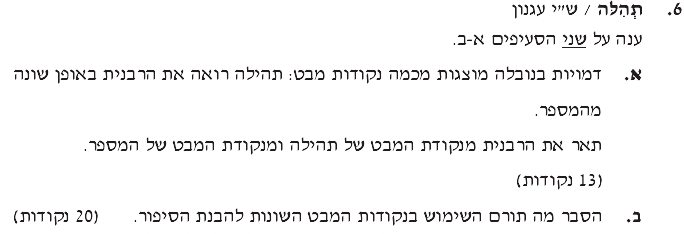 6. תְהִלּה / ש"י עגנון
ענה על שני הסעיפים א-ב.
א. דמויות בנובלה מוצגות מכמה נקודות מבט: תהילה רואה את הרבנית באופן שונה
מהמספר.
תאר את הרבנית מנקודת המבט של תהילה ומנקודת המבט של המספר.
(13 נקודות)
ב. הסבר מה תורם השימוש בנקודות המבט השונות להבנת הסיפור. (20 נקודות)